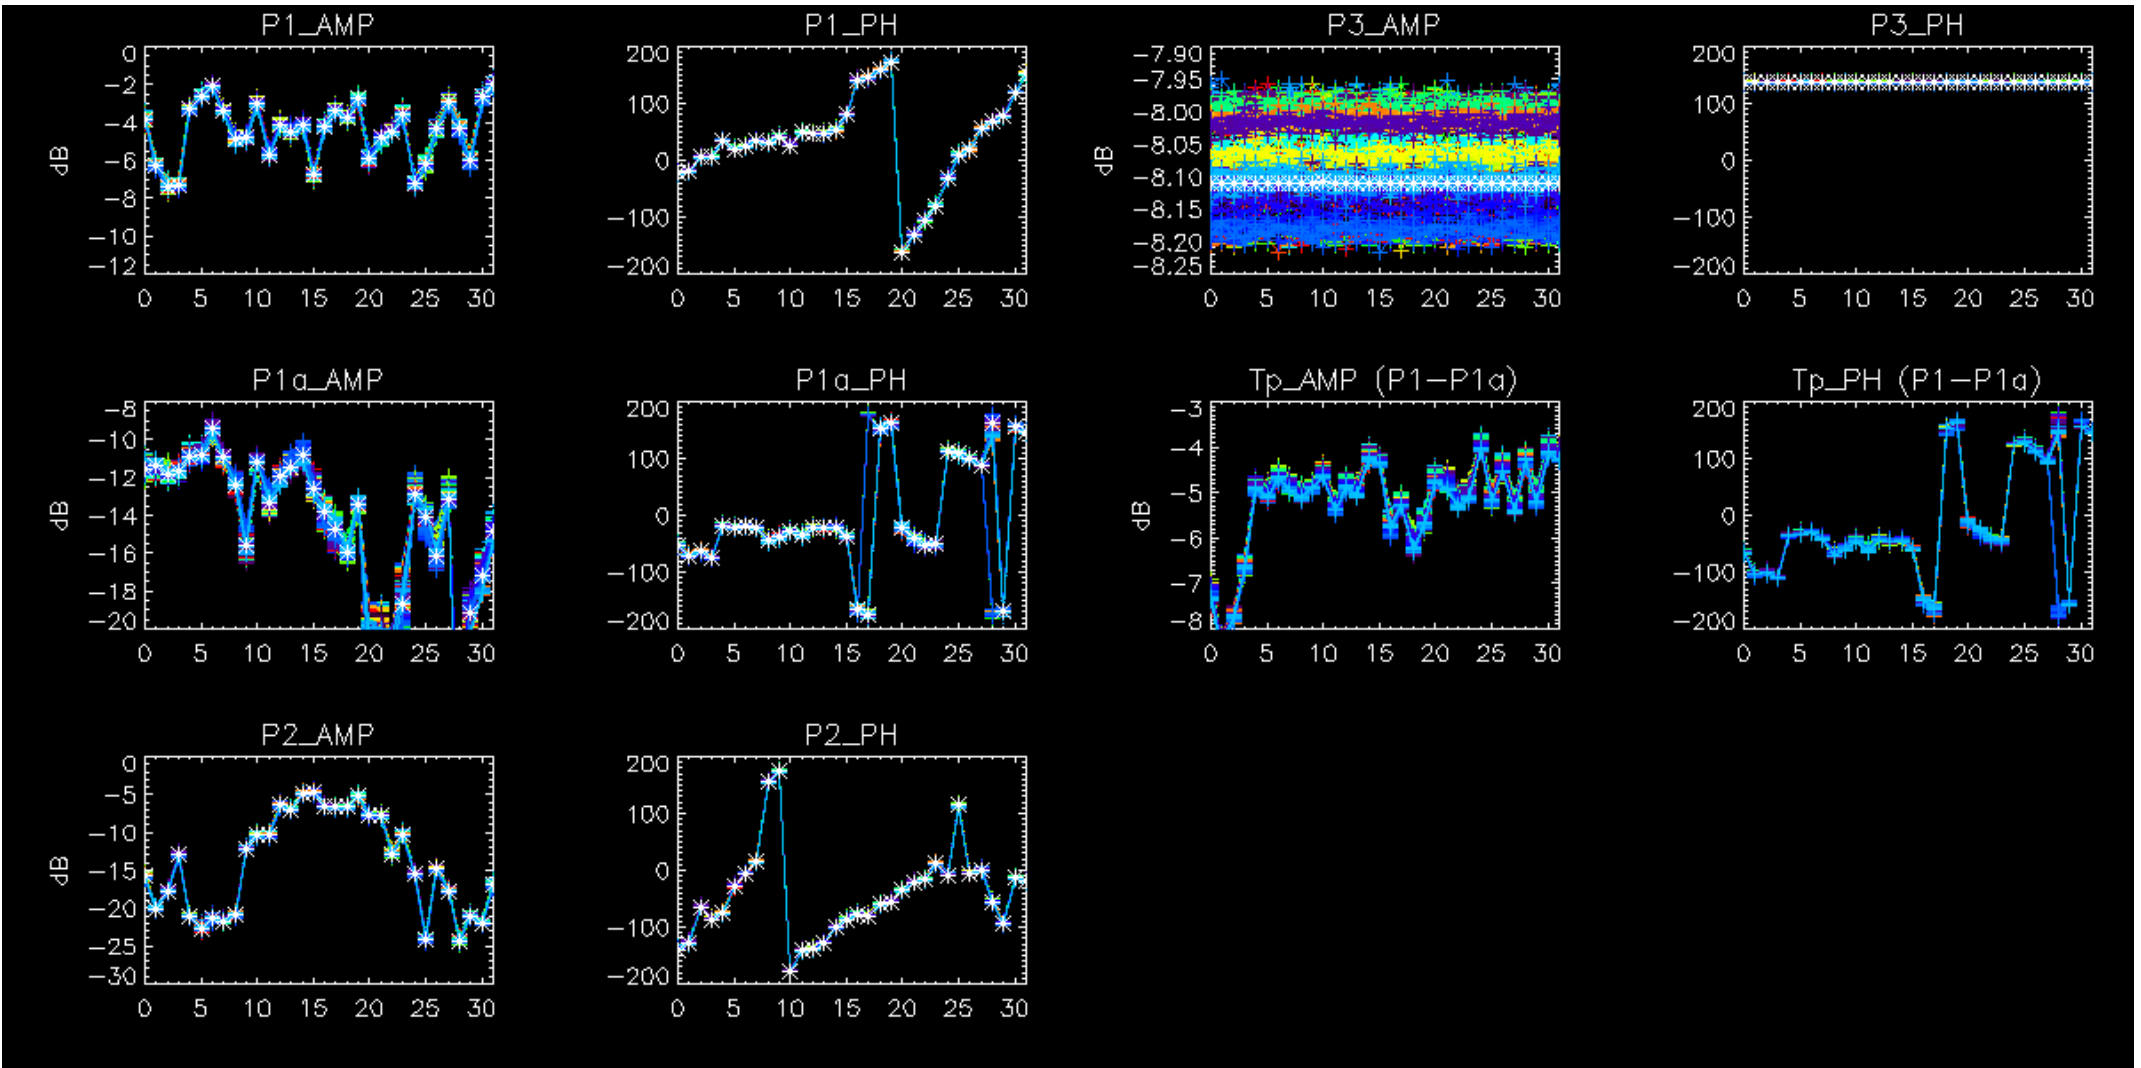 P1_AMP
P1_PH
P3_AMP
P3_PH
0
-2
-4
-6
-8
-10
-12
dB
0 5 10 15 20 25 30
200
100
0
-100
-200
0 5 10 15 20 25 30
-7.90
-7.95
-8.00
-8.05
-8.10
-8.15
-8.20
-8.25
dB
0 5 10 15 20 25 30
200
100
0
-100
-200
0 5 10 15 20 25 30
P1a_AMP
P1a_PH
Tp_AMP (P1-P1a)
Tp_PH (P1-P1a)
-8
-10
-12
-14
-16
-18
-20
dB
0 5 10 15 20 25 30
200
100
0
-100
-200
0 5 10 15 20 25 30
-3
-4
-5
-6
-7
-8
dB
0 5 10 15 20 25 30
200
100
0
-100
-200
0 5 10 15 20 25 30
P2_AMP
P2_PH
0
-5
-10
-15
-20
-25
-30
dB
0 5 10 15 20 25 30
200
100
0
-100
-200
0 5 10 15 20 25 30